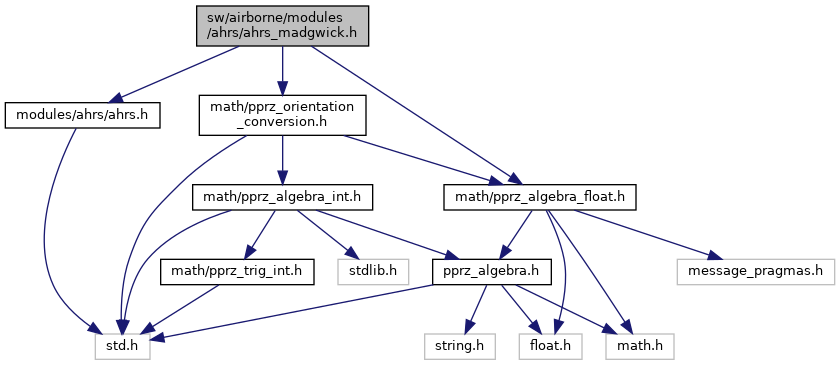 sw/airborne/modules
/ahrs/ahrs_madgwick.h
modules/ahrs/ahrs.h
math/pprz_orientation
_conversion.h
math/pprz_algebra_int.h
math/pprz_algebra_float.h
math/pprz_trig_int.h
stdlib.h
pprz_algebra.h
message_pragmas.h
std.h
string.h
float.h
math.h